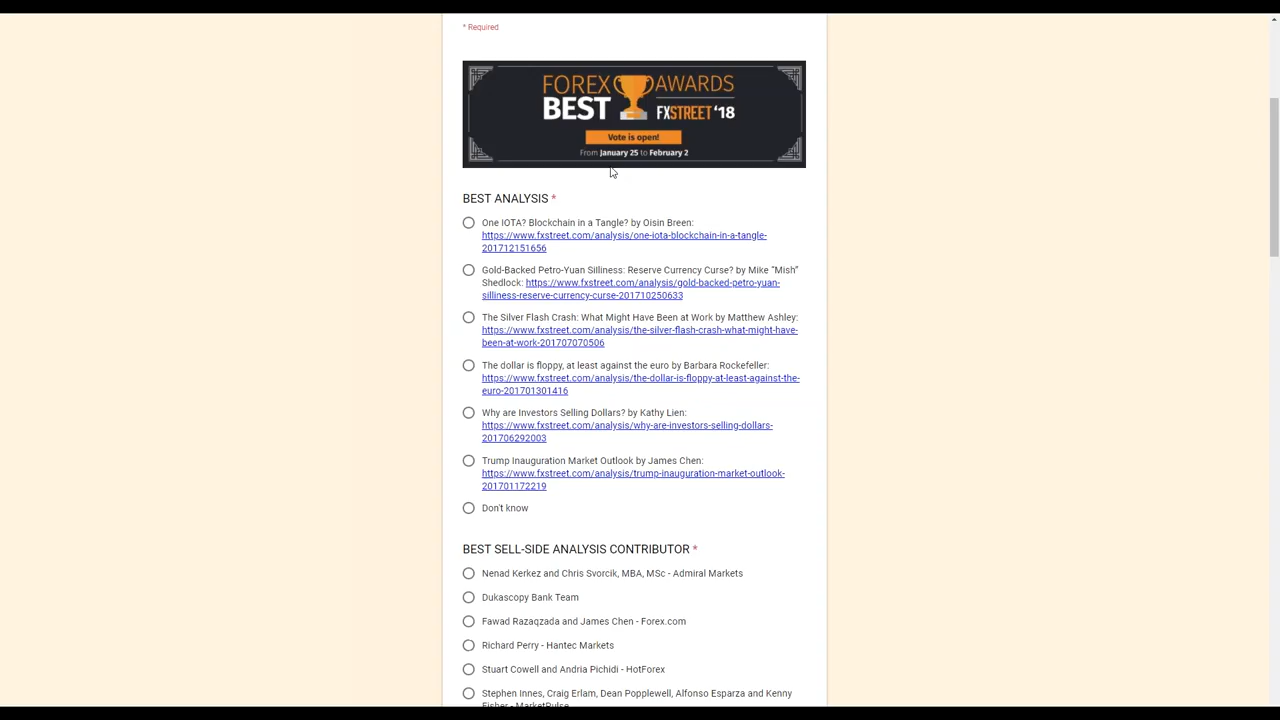 * Required
FOREX AWARDS
BEST FXSTREET '18
Vote is open!
From January 25 to February 2
BEST ANALYSIS *
One IOTA? Blockchain in a Tangle? by Oisin Breen:
https://www.fxstreet.com/analysis/one-iota-blockchain-in-a-tangle-
201712151656
Gold-Backed Petro-Yuan Silliness: Reserve Currency Curse? by Mike “Mish”
Shedlock: https://www.fxstreet.com/analysis/gold-backed-petro-yuan-
silliness-reserve-currency-curse-201710250633
The Silver Flash Crash: What Might Have Been at Work by Matthew Ashley:
https://www.fxstreet.com/analysis/the-silver-flash-crash-what-might-have-
been-at-work-201707070506
The dollar is floppy, at least against the euro by Barbara Rockefeller:
https://www.fxstreet.com/analysis/the-dollar-is-floppy-at-least-against-the-
euro-201701301416
Why are Investors Selling Dollars? by Kathy Lien:
https://www.fxstreet.com/analysis/why-are-investors-selling-dollars-
201706292003
Trump Inauguration Market Outlook by James Chen:
https://www.fxstreet.com/analysis/trump-inauguration-market-outlook-
201701172219
Don't know
BEST SELL-SIDE ANALYSIS CONTRIBUTOR *
Nenad Kerkez and Chris Svorcik, MBA, MSc - Admiral Markets
Dukascopy Bank Team
Fawad Razaqzada and James Chen - Forex.com
Richard Perry - Hantec Markets
Stuart Cowell and Andria Pichidi - HotForex
Stephen Innes, Craig Erlam, Dean Popplewell, Alfonso Esparza and Kenny
Fisher - MarketPulse